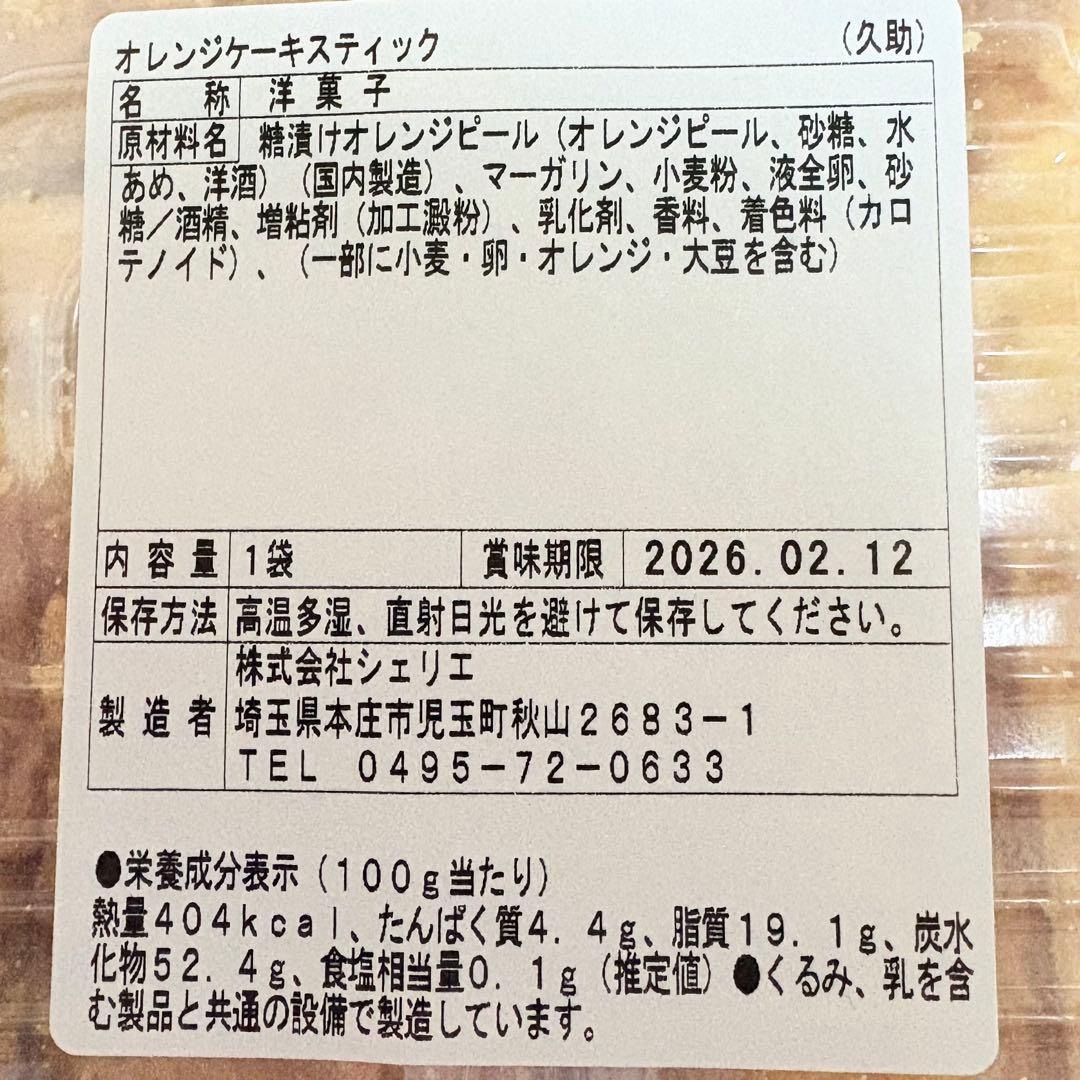 オレンジケーキスティック （久助）
名称 洋菓子
原材料名 糖漬けオレンジピール（オレンジピール、砂糖、水
あめ、洋酒）（国内製造）、マーガリン、小麦粉、液全卵、砂
糖／酒精、増粘剤（加工澱粉）、乳化剤、香料、着色料（カロ
テノイド）、（一部に小麦・卵・オレンジ・大豆を含む）
内容量 1袋 賞味期限 2026.02.12
保存方法 高温多湿、直射日光を避けて保存してください。
製造者 株式会社シェリエ
埼玉県本庄市児玉町秋山２６８３－１
ＴＥＬ ０４９５－７２－０６３３
●栄養成分表示（１００ｇ当たり）
熱量４０４ｋｃａｌ、たんぱく質４．４ｇ、脂質１９．１ｇ、炭水
化物５２．４ｇ、食塩相当量０．１ｇ（推定値）●くるみ、乳を含
む製品と共通の設備で製造しています。